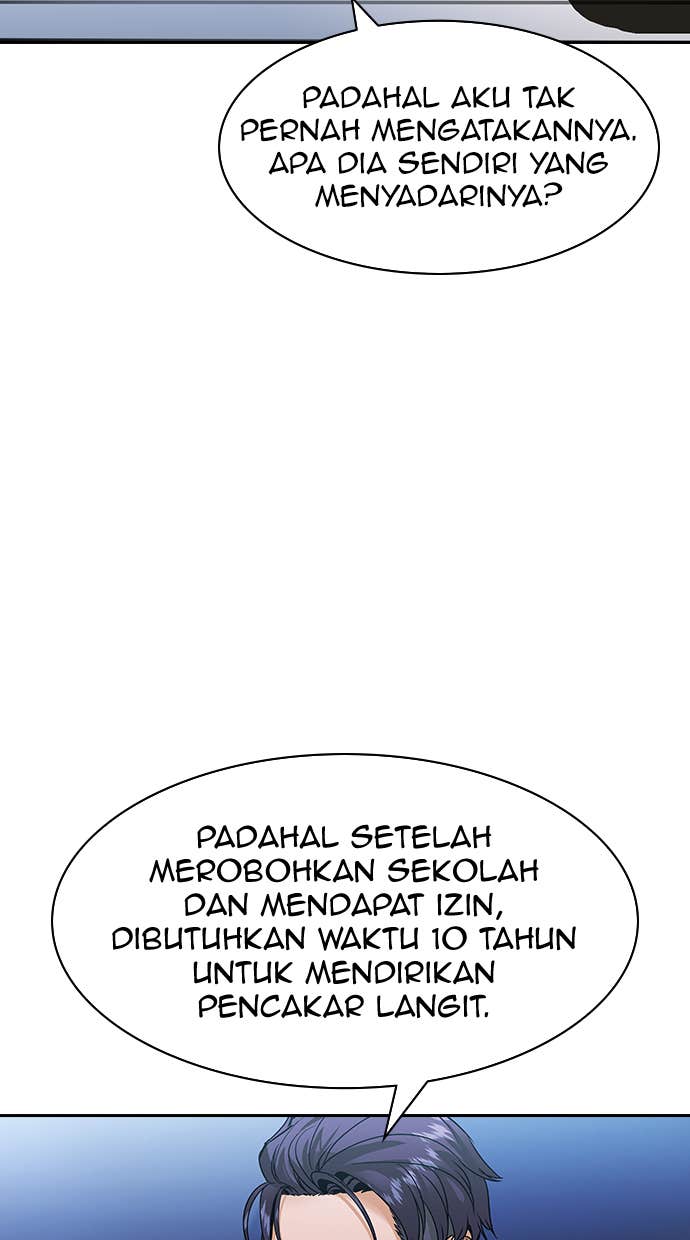 PADAHAL AKU TAK
PERNAH MENGATAKANNYA.
APA DIA SENDIRI YANG
MENYADARINYA?
PADAHAL SETELAH
MEROBOHKAN SEKOLAH
DAN MENDAPAT IZIN,
DIBUTUHKAN WAKTU 10 TAHUN
UNTUK MENDIRIKAN
PENCAKAR LANGIT.